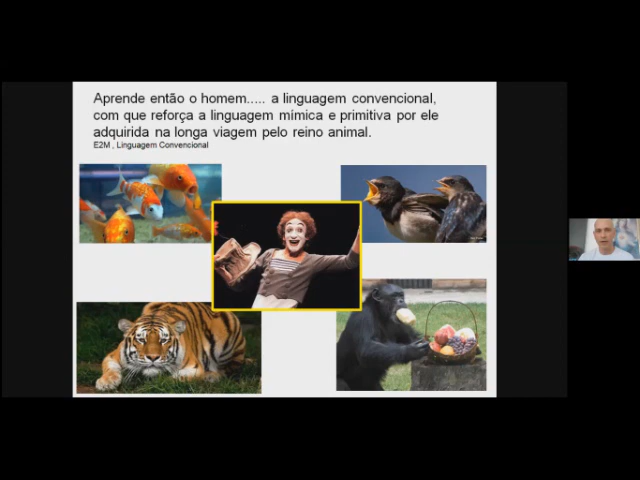 Aprende então o homem..... a linguagem convencional,
com que reforça a linguagem mímica e primitiva por ele
adquirida na longa viagem pelo reino animal.
E2M , Linguagem Convencional